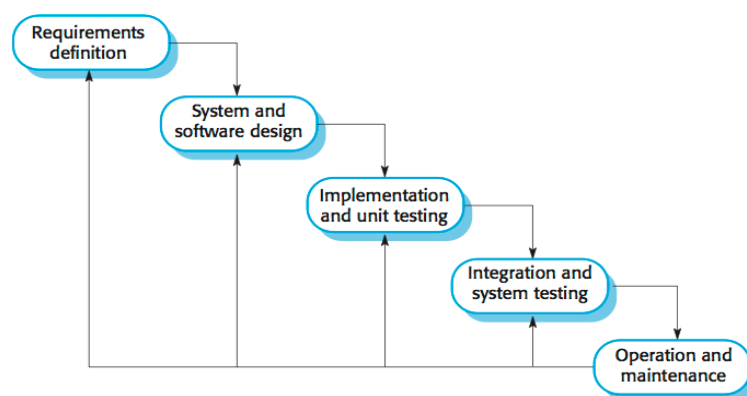 Requirements
definition
System and
software design
Implementation
and unit testing
Integration and
system testing
Operation and
maintenance